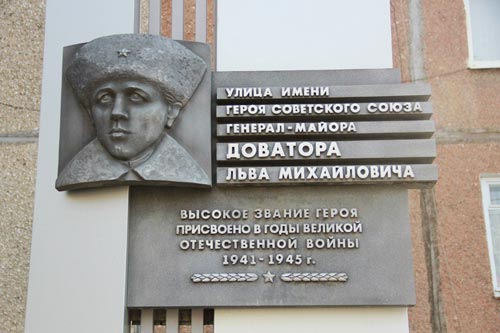 УЛИЦА ИМЕНИ
ГЕРОЯ СОВЕТСКОГО СОЮЗА
ГЕНЕРАЛ-МАЙОРА
ДОВАТОРА
ЛЬВА МИХАЙЛОВИЧА
ВЫСОКОЕ ЗВАНИЕ ГЕРОЯ
ПРИСВОЕНО В ГОДЫ ВЕЛИКОЙ
ОТЕЧЕСТВЕННОЙ ВОЙНЫ
1941-1945 г.